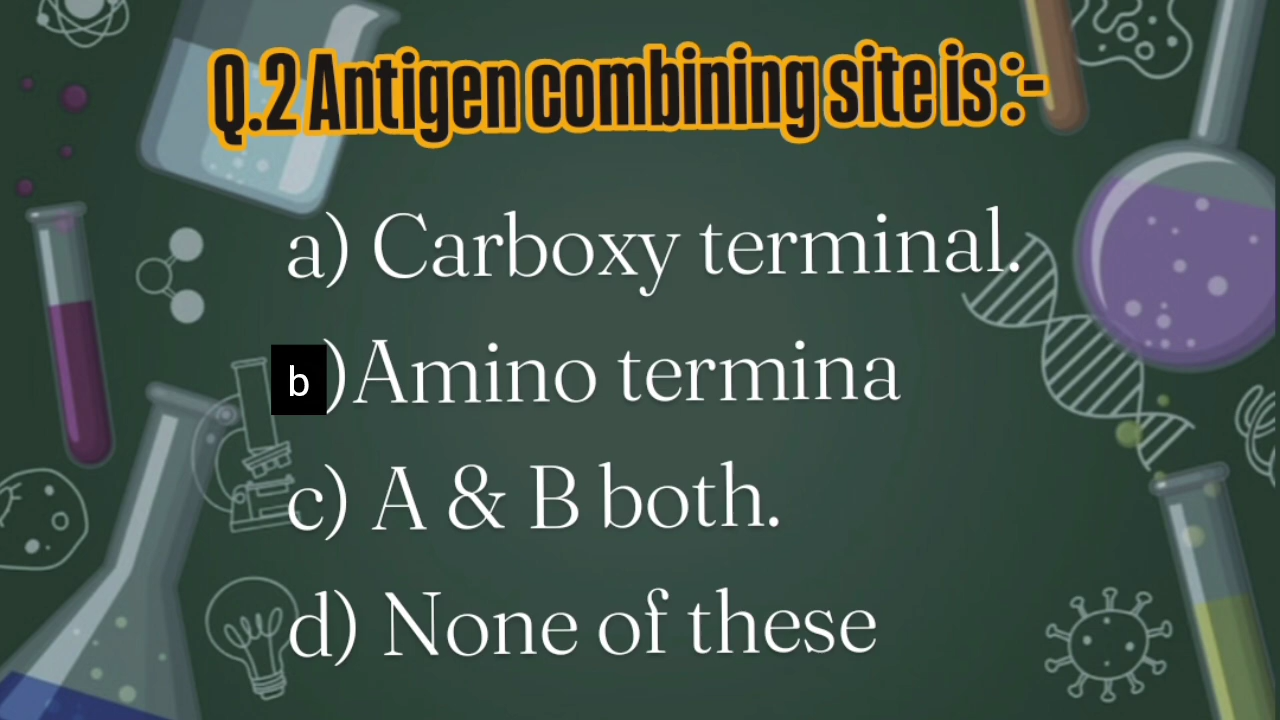 Q.2 Antigen combining site is :-
a) Carboxy terminal.
b )Amino termina
c) A & B both.
d) None of these